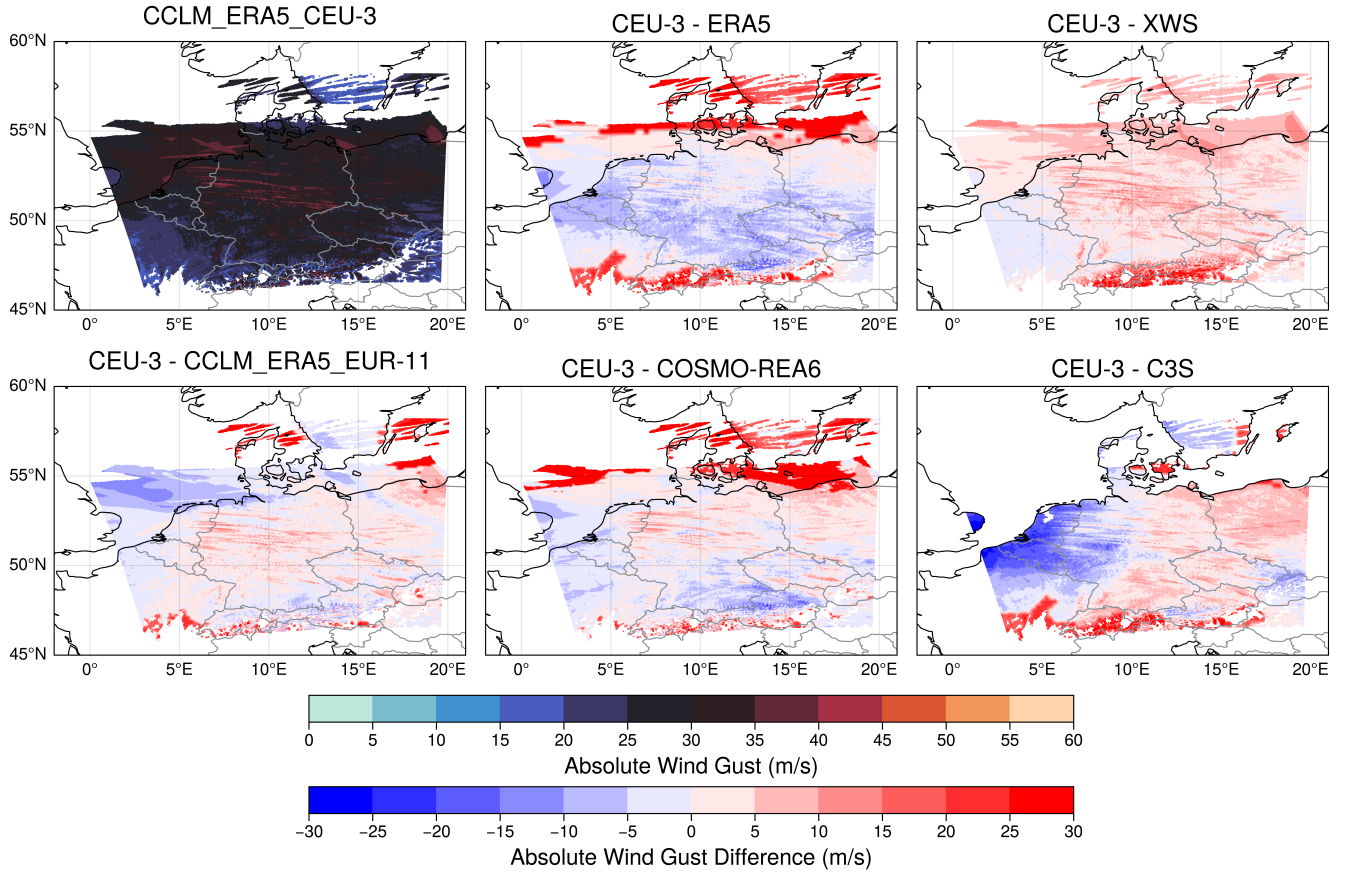 CCLM_ERA5_CEU-3
CEU-3 - ERA5
CEU-3 - XWS
60°N
55°N
50°N
45°N
0° 5°E 10°E 15°E 20°E
0° 5°E 10°E 15°E 20°E
0° 5°E 10°E 15°E 20°E
CEU-3 - CCLM_ERA5_EUR-11
CEU-3 - COSMO-REA6
CEU-3 - C3S
60°N
55°N
50°N
45°N
0° 5°E 10°E 15°E 20°E
0° 5°E 10°E 15°E 20°E
0° 5°E 10°E 15°E 20°E
0 5 10 15 20 25 30 35 40 45 50 55 60
Absolute Wind Gust (m/s)
−30 −25 −20 −15 −10 −5 0 5 10 15 20 25 30
Absolute Wind Gust Difference (m/s)